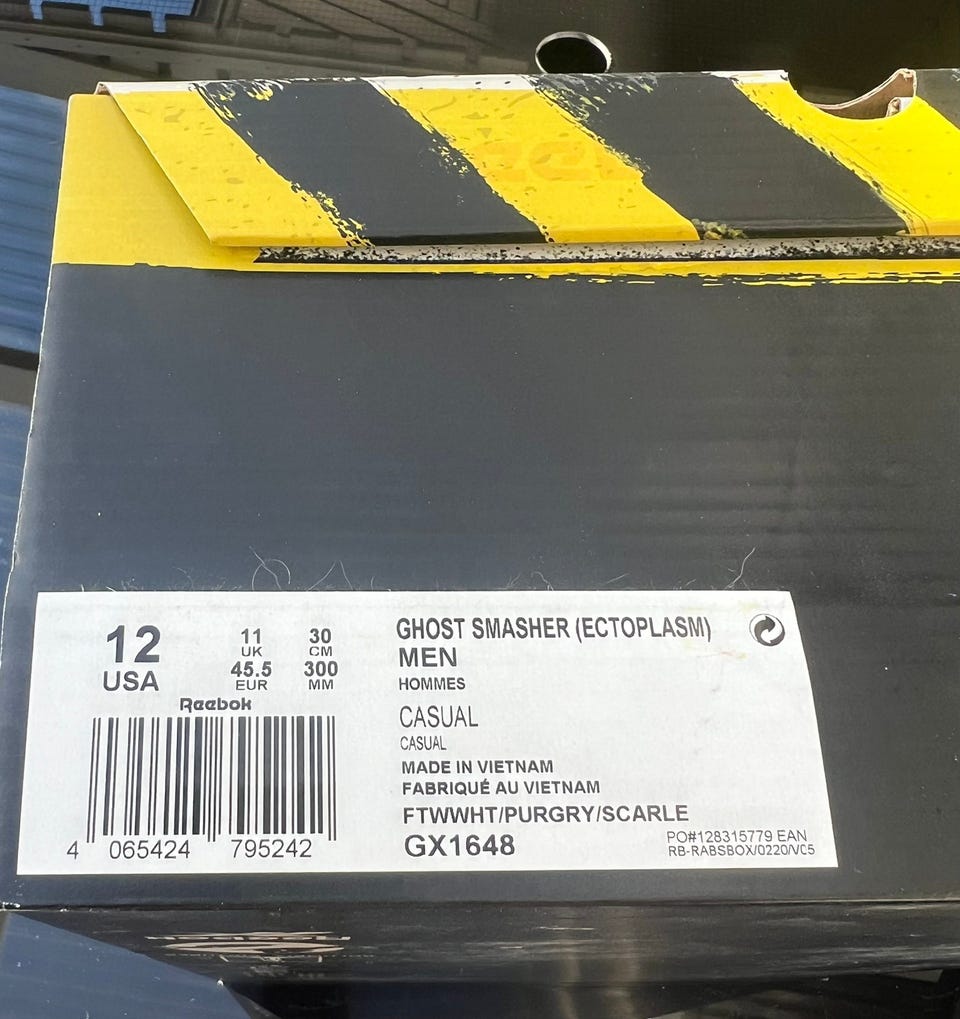 12
USA
11
UK
45.5
EUR
30
CM
300
MM
Reebok
4 065424 795242
GHOST SMASHER (ECTOPLASM)
MEN
HOMMES
CASUAL
CASUAL
MADE IN VIETNAM
FABRIQUÉ AU VIETNAM
FTWWHT/PURGRY/SCARLE
GX1648
PO#128315779 EAN
RB-RABSBOX/0220/VC5